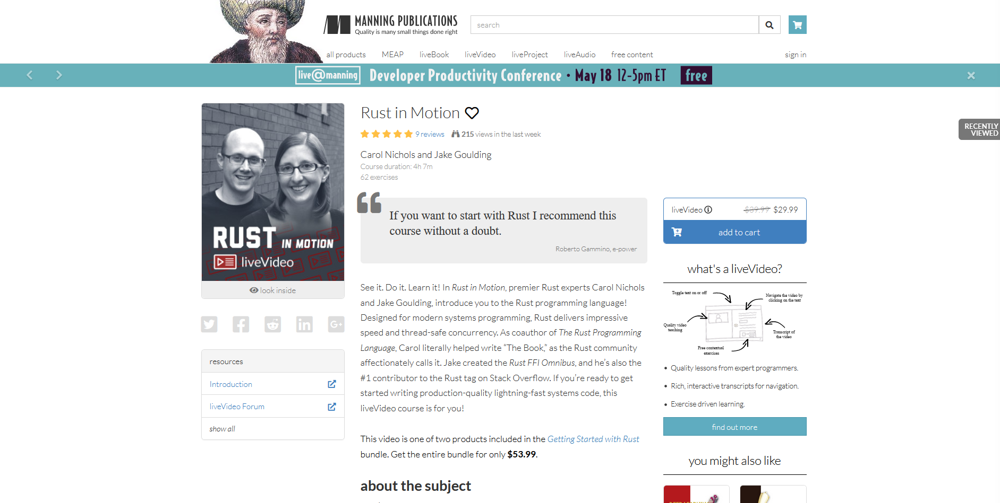 MANNING PUBLICATIONS
Quality is many small things done right
search
all products MEAP liveBook liveVideo liveProject liveAudio free content sign in
live@manning Developer Productivity Conference • May 18 12-5pm ET free
RECENTLY
VIEWED
RUST IN MOTION
liveVideo
look inside
resources
Introduction
liveVideo Forum
show all
Rust in Motion
9 reviews 215 views in the last week
Carol Nichols and Jake Goulding
Course duration: 4h 7m
62 exercises
“
If you want to start with Rust I recommend this
course without a doubt.
Roberto Gammino, e-power
See it. Do it. Learn it! In Rust in Motion, premier Rust experts Carol Nichols
and Jake Goulding, introduce you to the Rust programming language!
Designed for modern systems programming, Rust delivers impressive
speed and thread-safe concurrency. As coauthor of The Rust Programming
Language, Carol literally helped write “The Book,” as the Rust community
affectionately calls it. Jake created the Rust FFI Omnibus, and he’s also the
#1 contributor to the Rust tag on Stack Overflow. If you’re ready to get
started writing production-quality lightning-fast systems code, this
liveVideo course is for you!
This video is one of two products included in the Getting Started with Rust
bundle. Get the entire bundle for only $53.99.
about the subject
liveVideo $39.99 $29.99
add to cart
what's a liveVideo?
Toggle text on or off
Navigate the video by
clicking on the text
Quality video
teaching
Transcript of
the video
Free contextual
exercises
• Quality lessons from expert programmers.
• Rich, interactive transcripts for navigation.
• Exercise driven learning.
find out more
you might also like